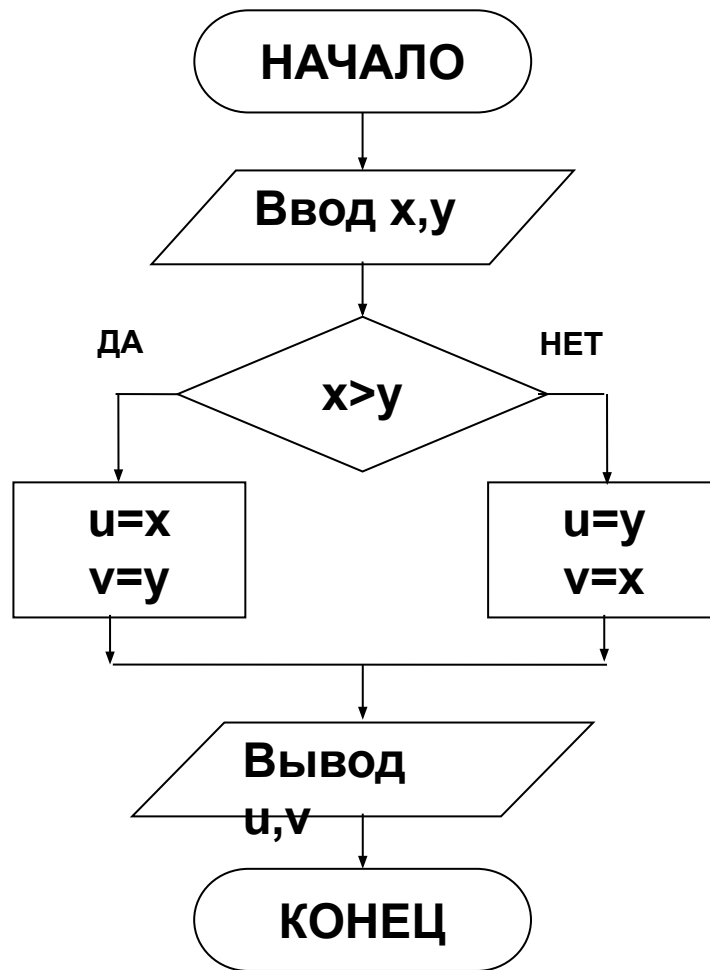 НАЧАЛО
Ввод x,y
ДА
НЕТ
x>y
u=x
v=y
u=y
v=x
Вывод
u,v
КОНЕЦ